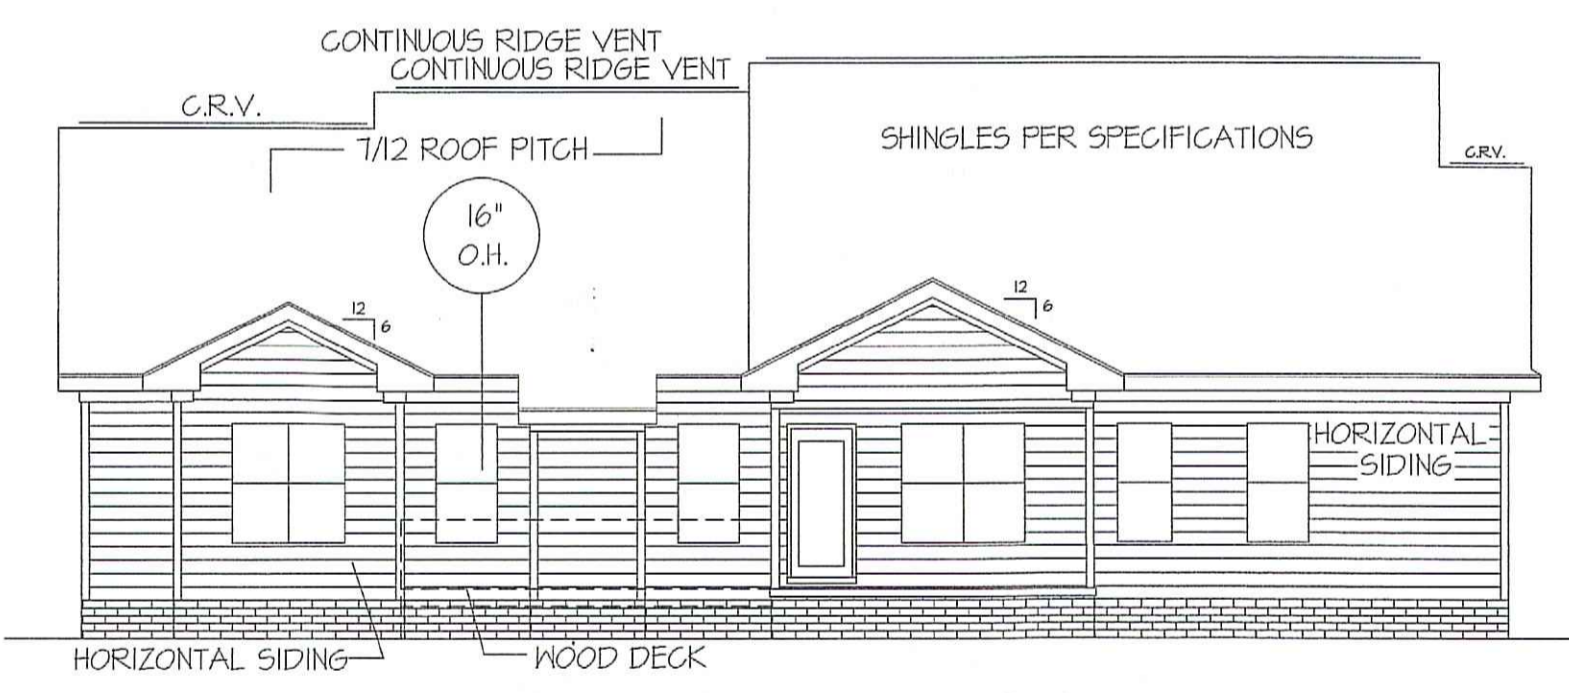 CONTINUOUS RIDGE VENT
CONTINUOUS RIDGE VENT
C.R.V.
7/12 ROOF PITCH
SHINGLES PER SPECIFICATIONS
C.R.V.
16"
O.H.
12
6
12
6
HORIZONTAL
SIDING
HORIZONTAL SIDING
WOOD DECK